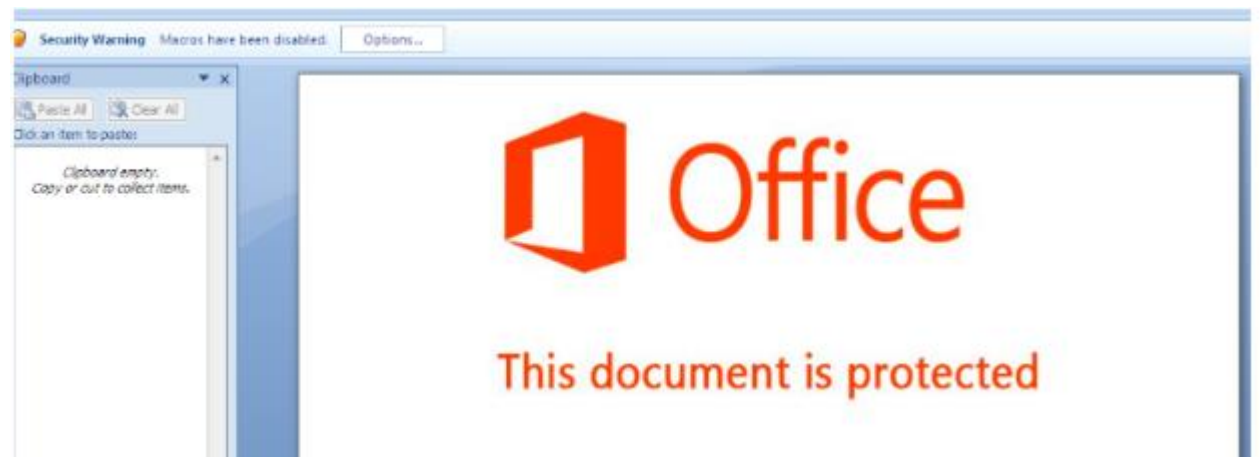 Security Warning Macros have been disabled. Options...
Clipboard
Paste All Clear All
Click an item to paste:
Clipboard empty.
Copy or cut to collect items.
Office
This document is protected